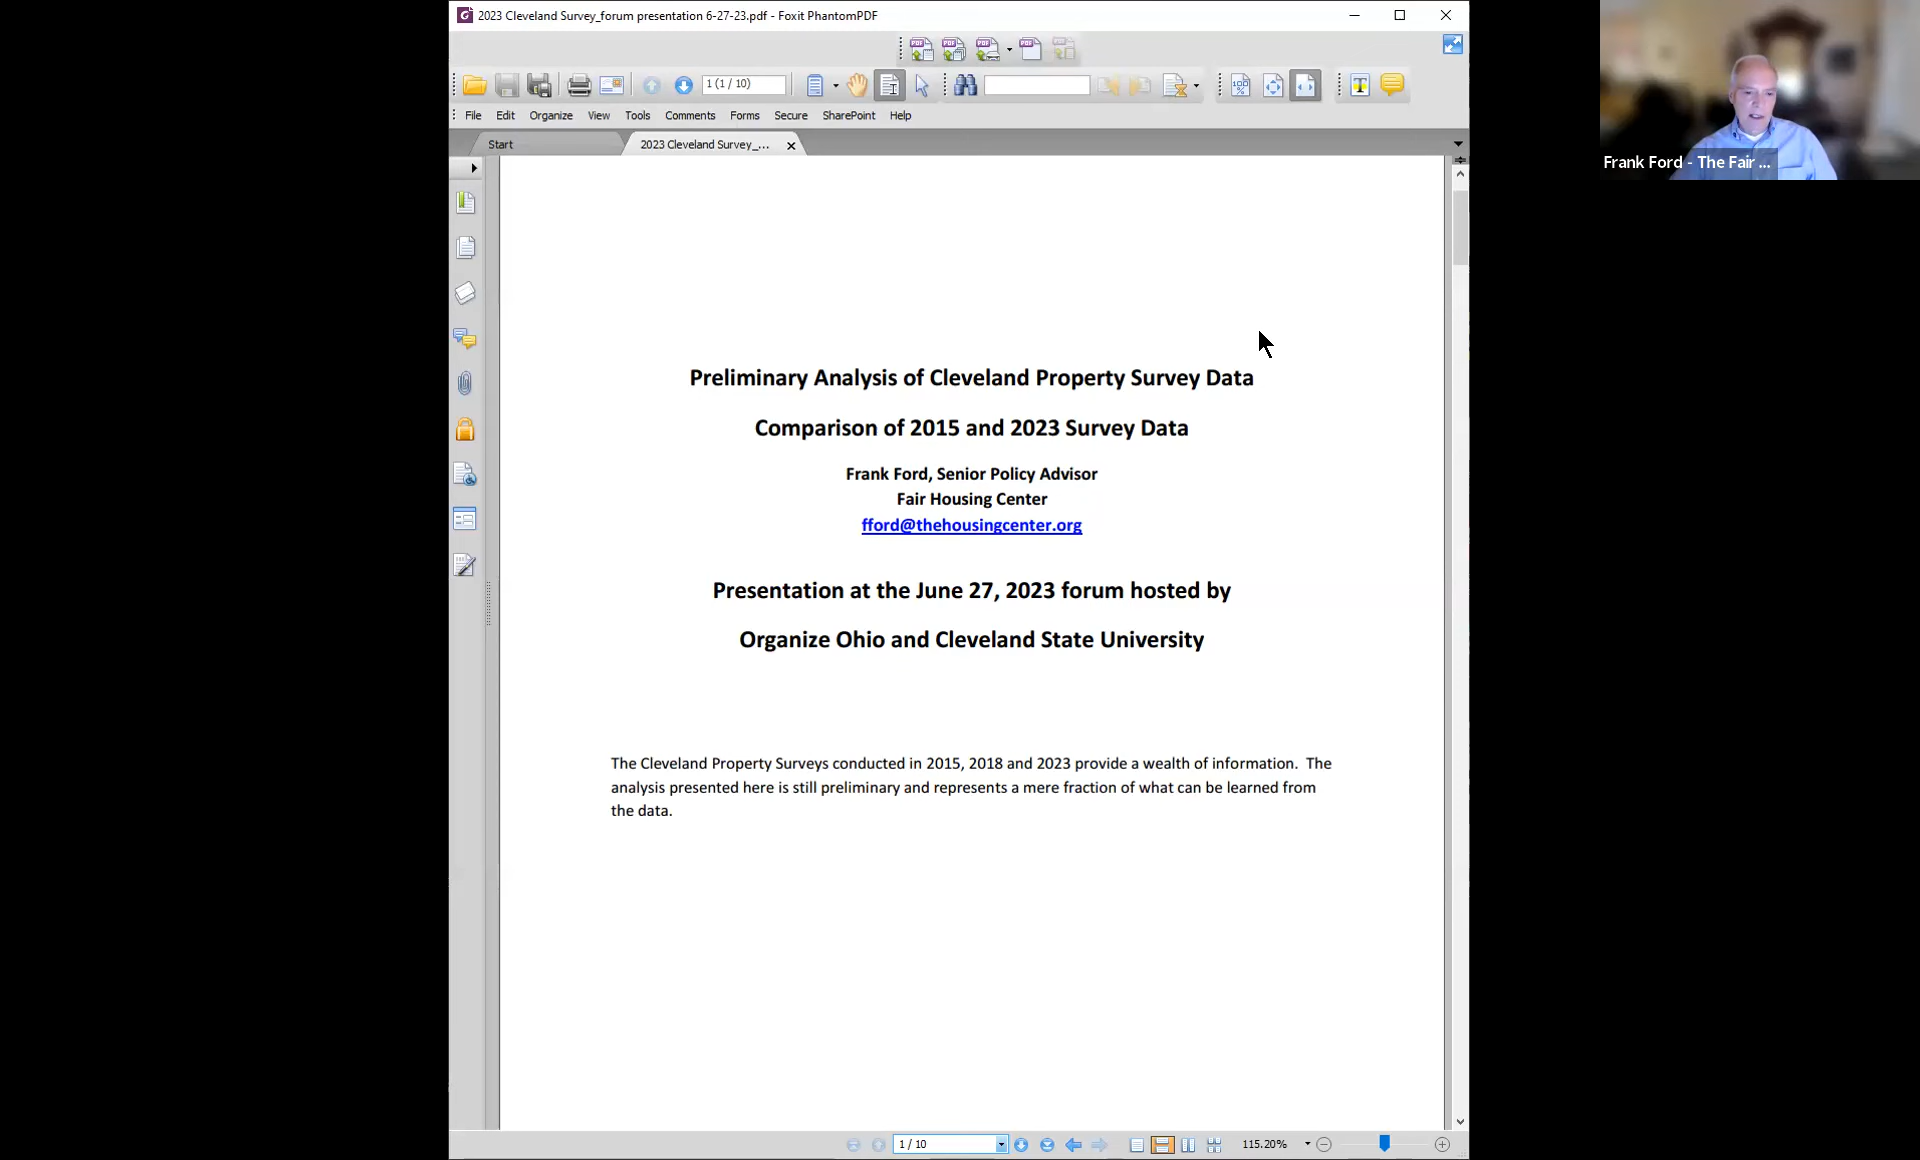 2023 Cleveland Survey_forum presentation 6-27-23.pdf - Foxit PhantomPDF
1 (1 / 10)
File Edit Organize View Tools Comments Forms Secure SharePoint Help
Start 2023 Cleveland Survey_...
Frank Ford - The Fair ...
Preliminary Analysis of Cleveland Property Survey Data
Comparison of 2015 and 2023 Survey Data
Frank Ford, Senior Policy Advisor
Fair Housing Center
fford@thehousingcenter.org
Presentation at the June 27, 2023 forum hosted by
Organize Ohio and Cleveland State University
The Cleveland Property Surveys conducted in 2015, 2018 and 2023 provide a wealth of information. The
analysis presented here is still preliminary and represents a mere fraction of what can be learned from
the data.
1 / 10
115.20%